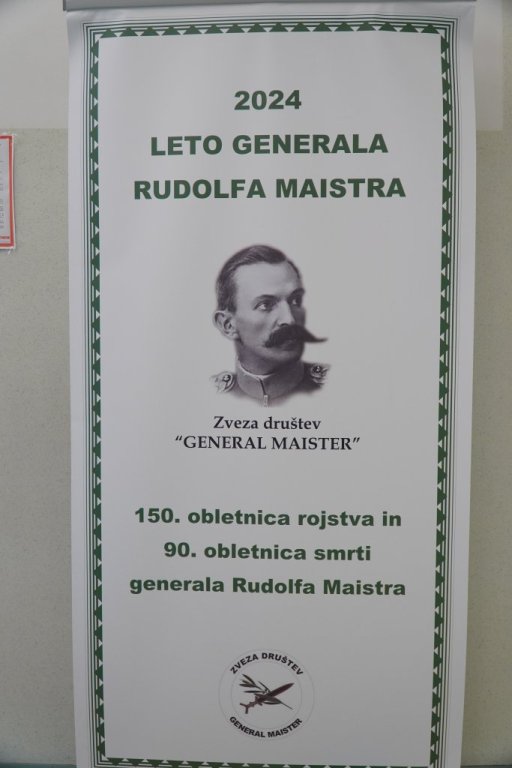 2024
LETO GENERALA
RUDOLFA MAISTRA
Zveza društev
“GENERAL MAISTER”
150. obletnica rojstva in
90. obletnica smrti
generala Rudolfa Maistra
ZVEZA DRUŠTEV
GENERAL MAISTER